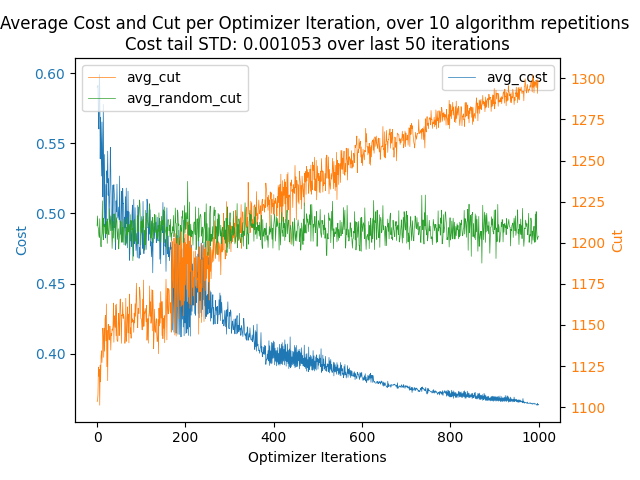 Average Cost and Cut per Optimizer Iteration, over 10 algorithm repetitions
Cost tail STD: 0.001053 over last 50 iterations
avg_cut
avg_random_cut
avg_cost
0.60
0.55
0.50
0.45
0.40
Cost
1300
1275
1250
1225
1200
1175
1150
1125
1100
Cut
0
200
400
600
800
1000
Optimizer Iterations